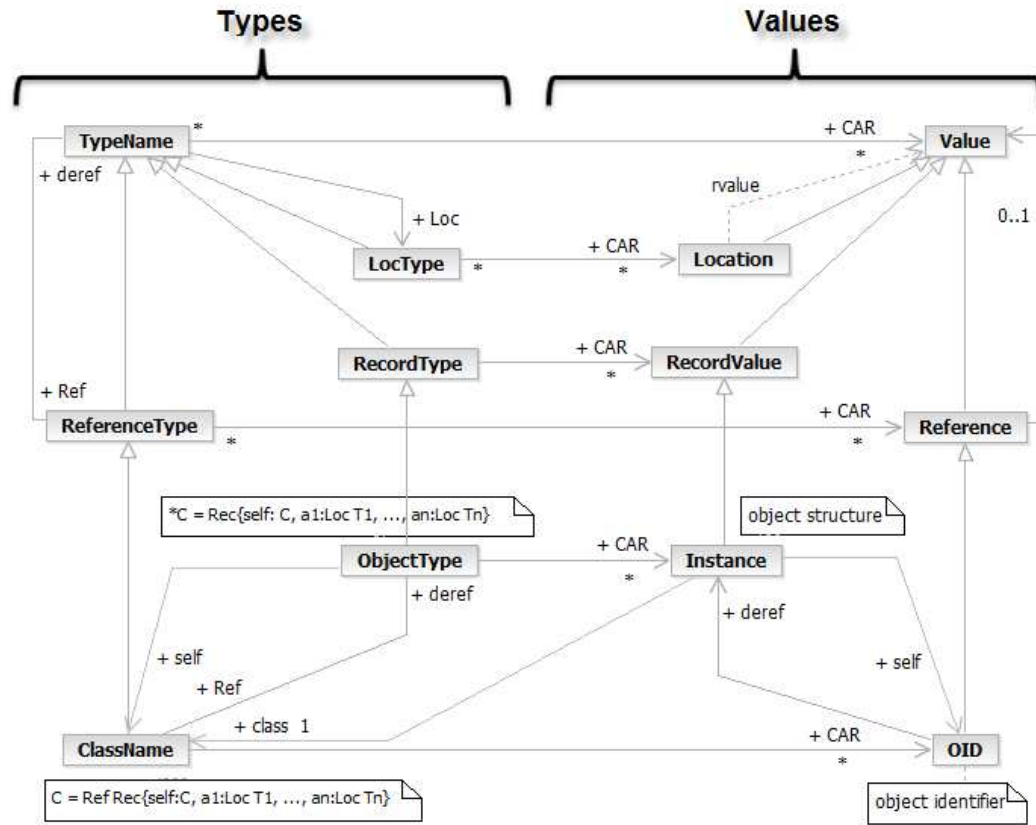 Types
Values
TypeName
*
+ CAR
*
Value
+ deref
rvalue
0..1
+ Loc
LocType
*
+ CAR
*
Location
RecordType
+ CAR
*
RecordValue
+ Ref
ReferenceType
*
+ CAR
*
Reference
*C = Rec{self: C, a1:Loc T1, ..., an:Loc Tn}
object structure
ObjectType
+ CAR
*
Instance
+ deref
+ deref
+ self
+ self
+ Ref
+ class 1
ClassName
+ CAR
*
OID
C = Ref Rec{self:C, a1:Loc T1, ..., an:Loc Tn}
object identifier